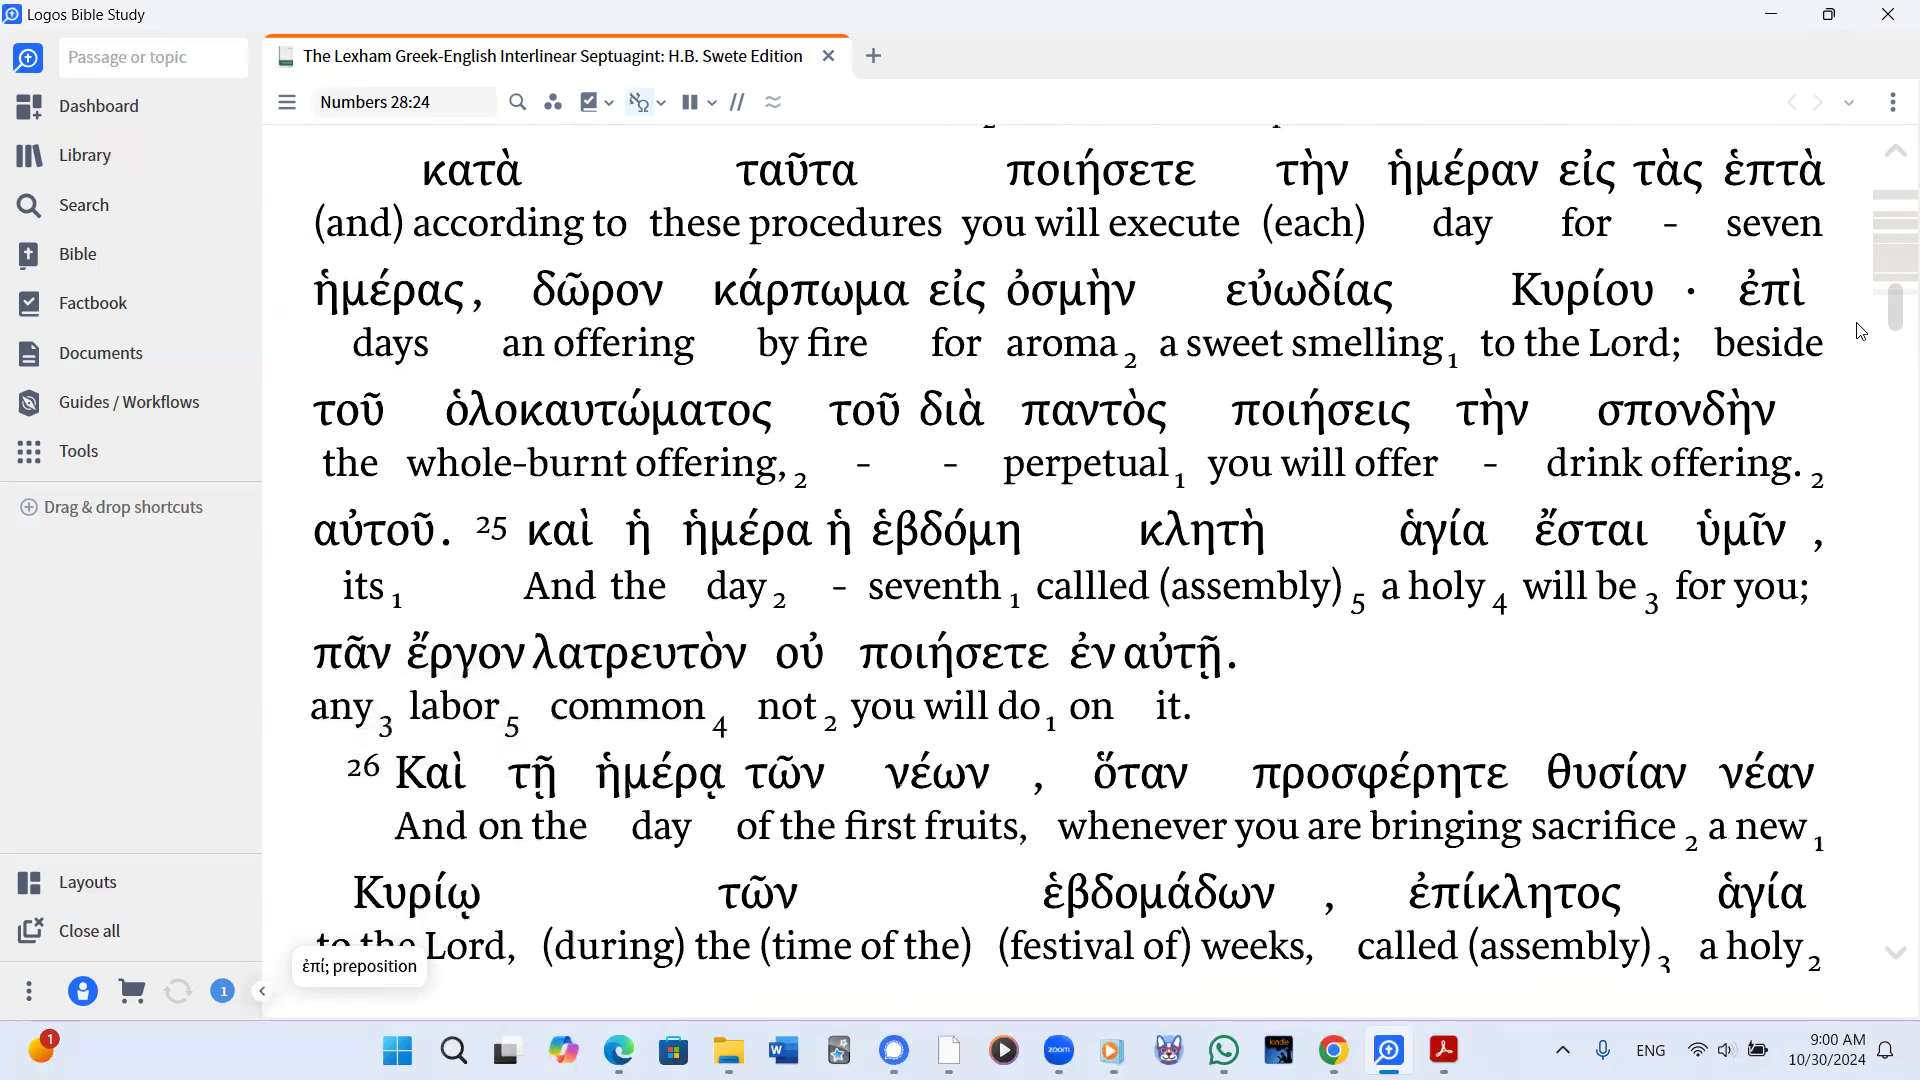 Logos Bible Study
Passage or topic
Dashboard
Library
Search
Bible
Factbook
Documents
Guides / Workflows
Tools
Drag & drop shortcuts
Layouts
Close all
1
The Lexham Greek-English Interlinear Septuagint: H.B. Swete Edition
Numbers 28:24
κατὰ ταῦτα ποιήσετε τὴν ἡμέραν εἰς τὰς ἑπτὰ
(and) according to these procedures you will execute (each) day for - seven
ἡμέρας, δῶρον κάρπωμα εἰς ὀσμὴν εὐωδίας Κυρίου · ἐπὶ
days an offering by fire for aroma 2 a sweet smelling 1 to the Lord; beside
τοῦ ὁλοκαυτώματος τοῦ διὰ παντὸς ποιήσεις τὴν σπονδὴν
the whole-burnt offering, 2 - - perpetual 1 you will offer - drink offering. 2
αὐτοῦ. 25 καὶ ἡ ἡμέρα ἡ ἑβδόμη κλητὴ ἁγία ἔσται ὑμῖν ,
its 1 And the day 2 - seventh 1 callled (assembly) 5 a holy 4 will be 3 for you;
πᾶν ἔργον λατρευτὸν οὐ ποιήσετε ἐν αὐτῇ.
any 3 labor 5 common 4 not 2 you will do 1 on it.
26 Καὶ τῇ ἡμέρᾳ τῶν νέων , ὅταν προσφέρητε θυσίαν νέαν
And on the day of the first fruits, whenever you are bringing sacrifice 2 a new 1
Κυρίῳ τῶν ἑβδομάδων , ἐπίκλητος ἁγία
to the Lord, (during) the (time of the) (festival of) weeks, called (assembly) 3 a holy 2
ἐπί; preposition
1
zoom
kindle
ENG
9:00 AM
10/30/2024